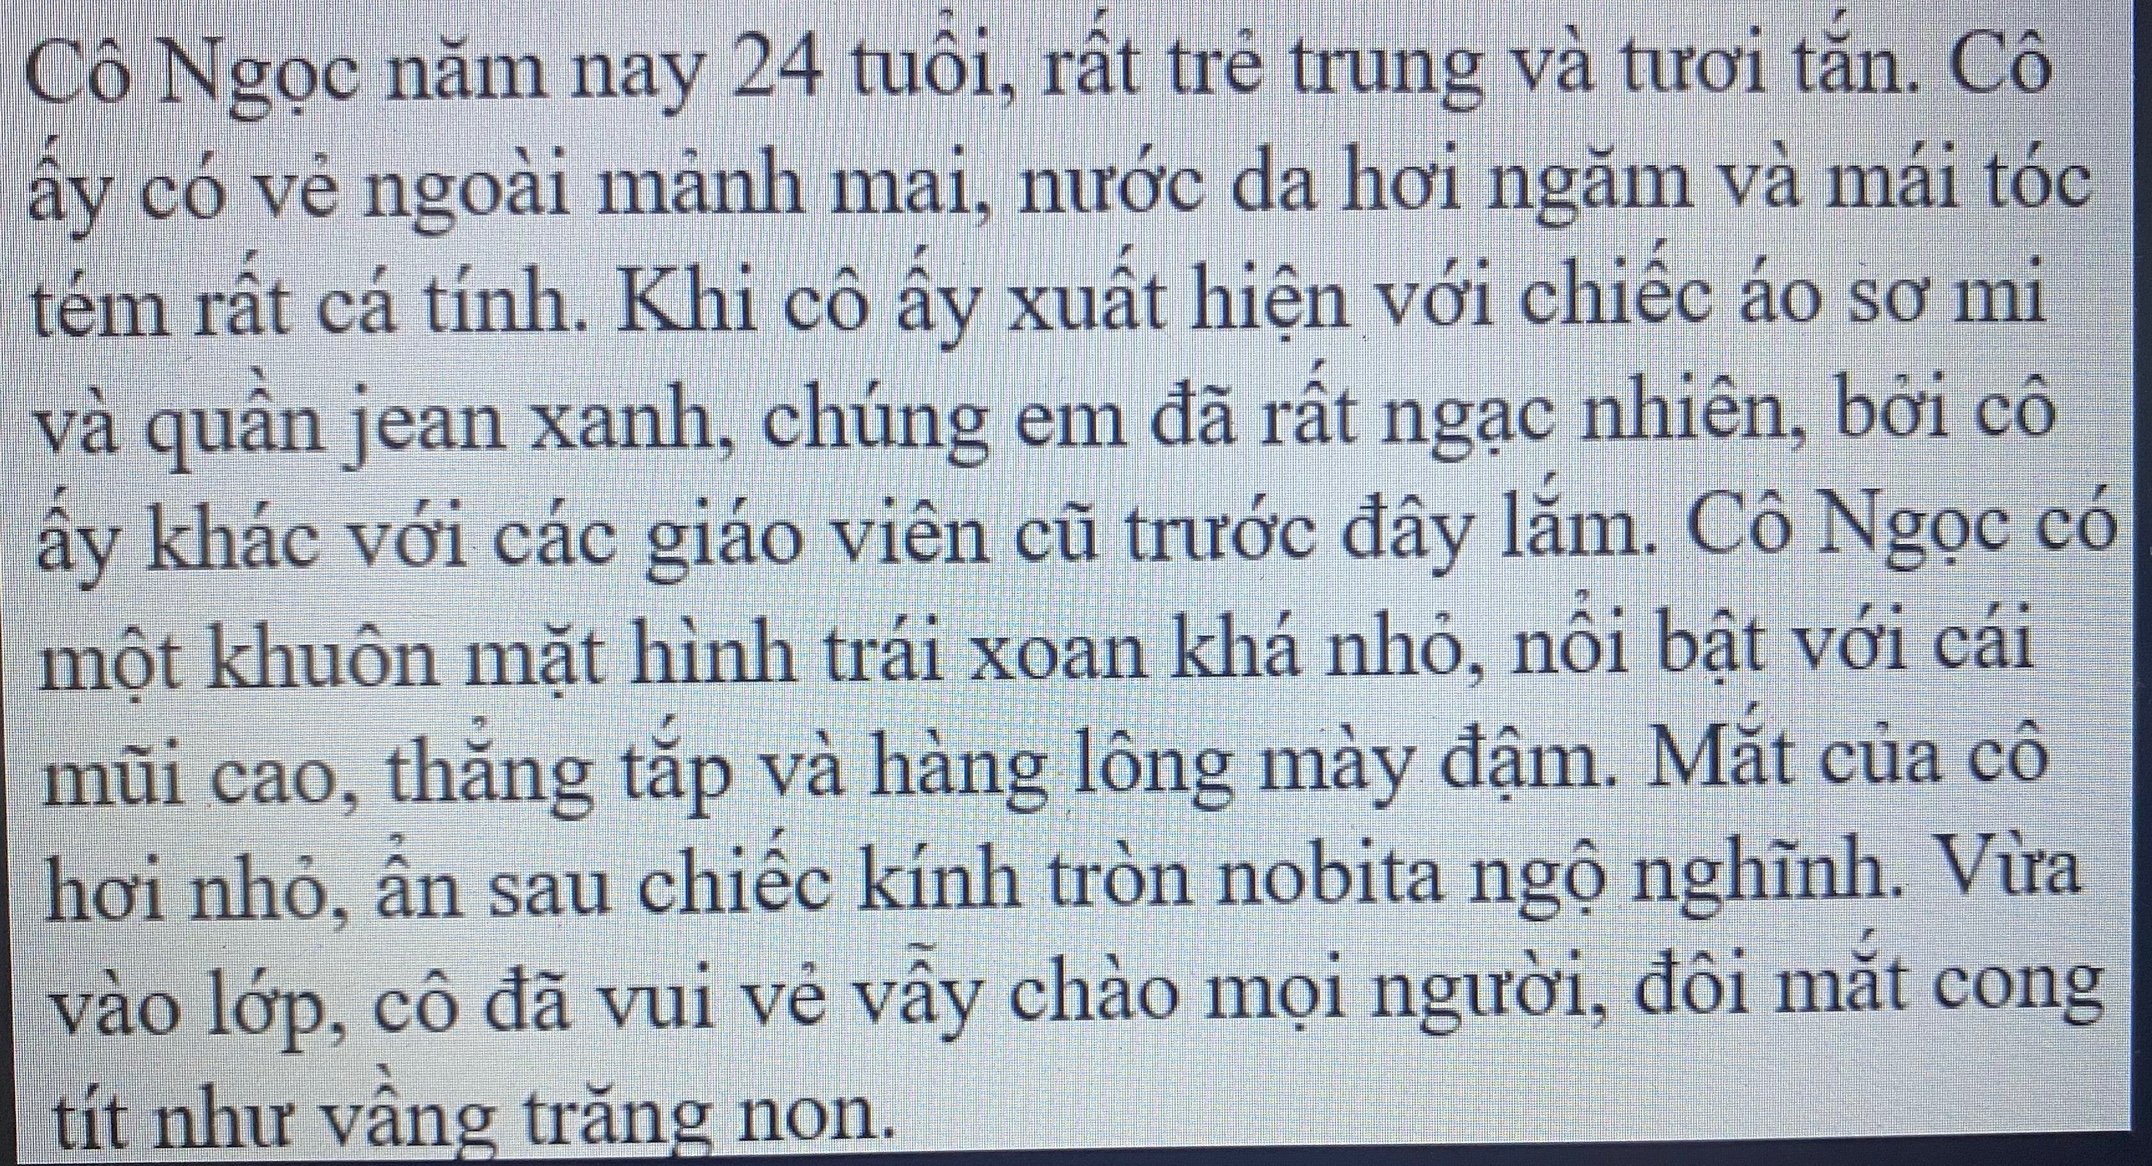 Cô Ngọc năm nay 24 tuổi, rất trẻ trung và tươi tắn. Cô
ấy có vẻ ngoài mảnh mai, nước da hơi ngăm và mái tóc
tém rất cá tính. Khi cô ấy xuất hiện với chiếc áo sơ mi
và quần jean xanh, chúng em đã rất ngạc nhiên, bởi cô
ấy khác với các giáo viên cũ trước đây lắm. Cô Ngọc có
một khuôn mặt hình trái xoan khá nhỏ, nổi bật với cái
mũi cao, thẳng tắp và hàng lông mày đậm. Mắt của cô
hơi nhỏ, ẩn sau chiếc kính tròn nobita ngộ nghĩnh. Vừa
vào lớp, cô đã vui vẻ vẫy chào mọi người, đôi mắt cong
tít như vầng trăng non.